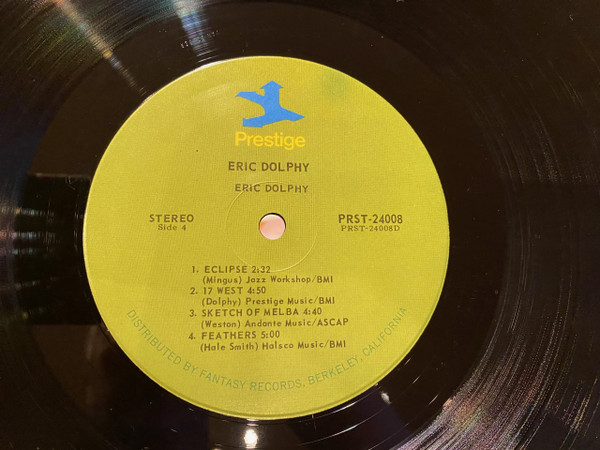 Prestige
ERIC DOLPHY
ERIC DOLPHY
STEREO
Side 4
PRST-24008
PRST-24008D
1. ECLIPSE 2:32
(Mingus) Jazz Workshop/BMI
2. 17 WEST 4:50
(Dolphy) Prestige Music/BMI
3. SKETCH OF MELBA 4:40
(Weston) Andante Music/ASCAP
4. FEATHERS 5:00
(Hale Smith) Halsco Music/BMI
DISTRIBUTED BY FANTASY RECORDS, BERKELEY, CALIFORNIA